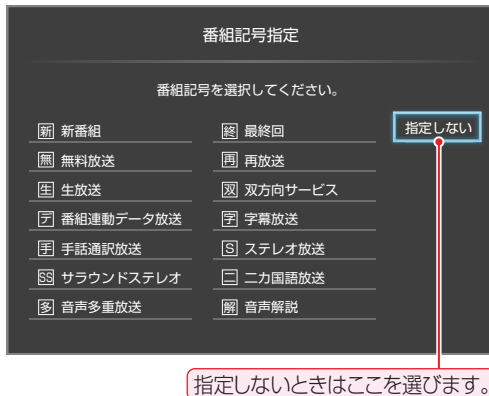 番組記号指定
番組記号を選択してください。
新 新番組 終 最終回 指定しない
無 無料放送 再 再放送
生 生放送 双 双方向サービス
デ 番組連動データ放送 字 字幕放送
手 手話通訳放送 S ステレオ放送
SS サラウンドステレオ 二 二カ国語放送
多 音声多重放送 解 音声解説
指定しないときはここを選びます。